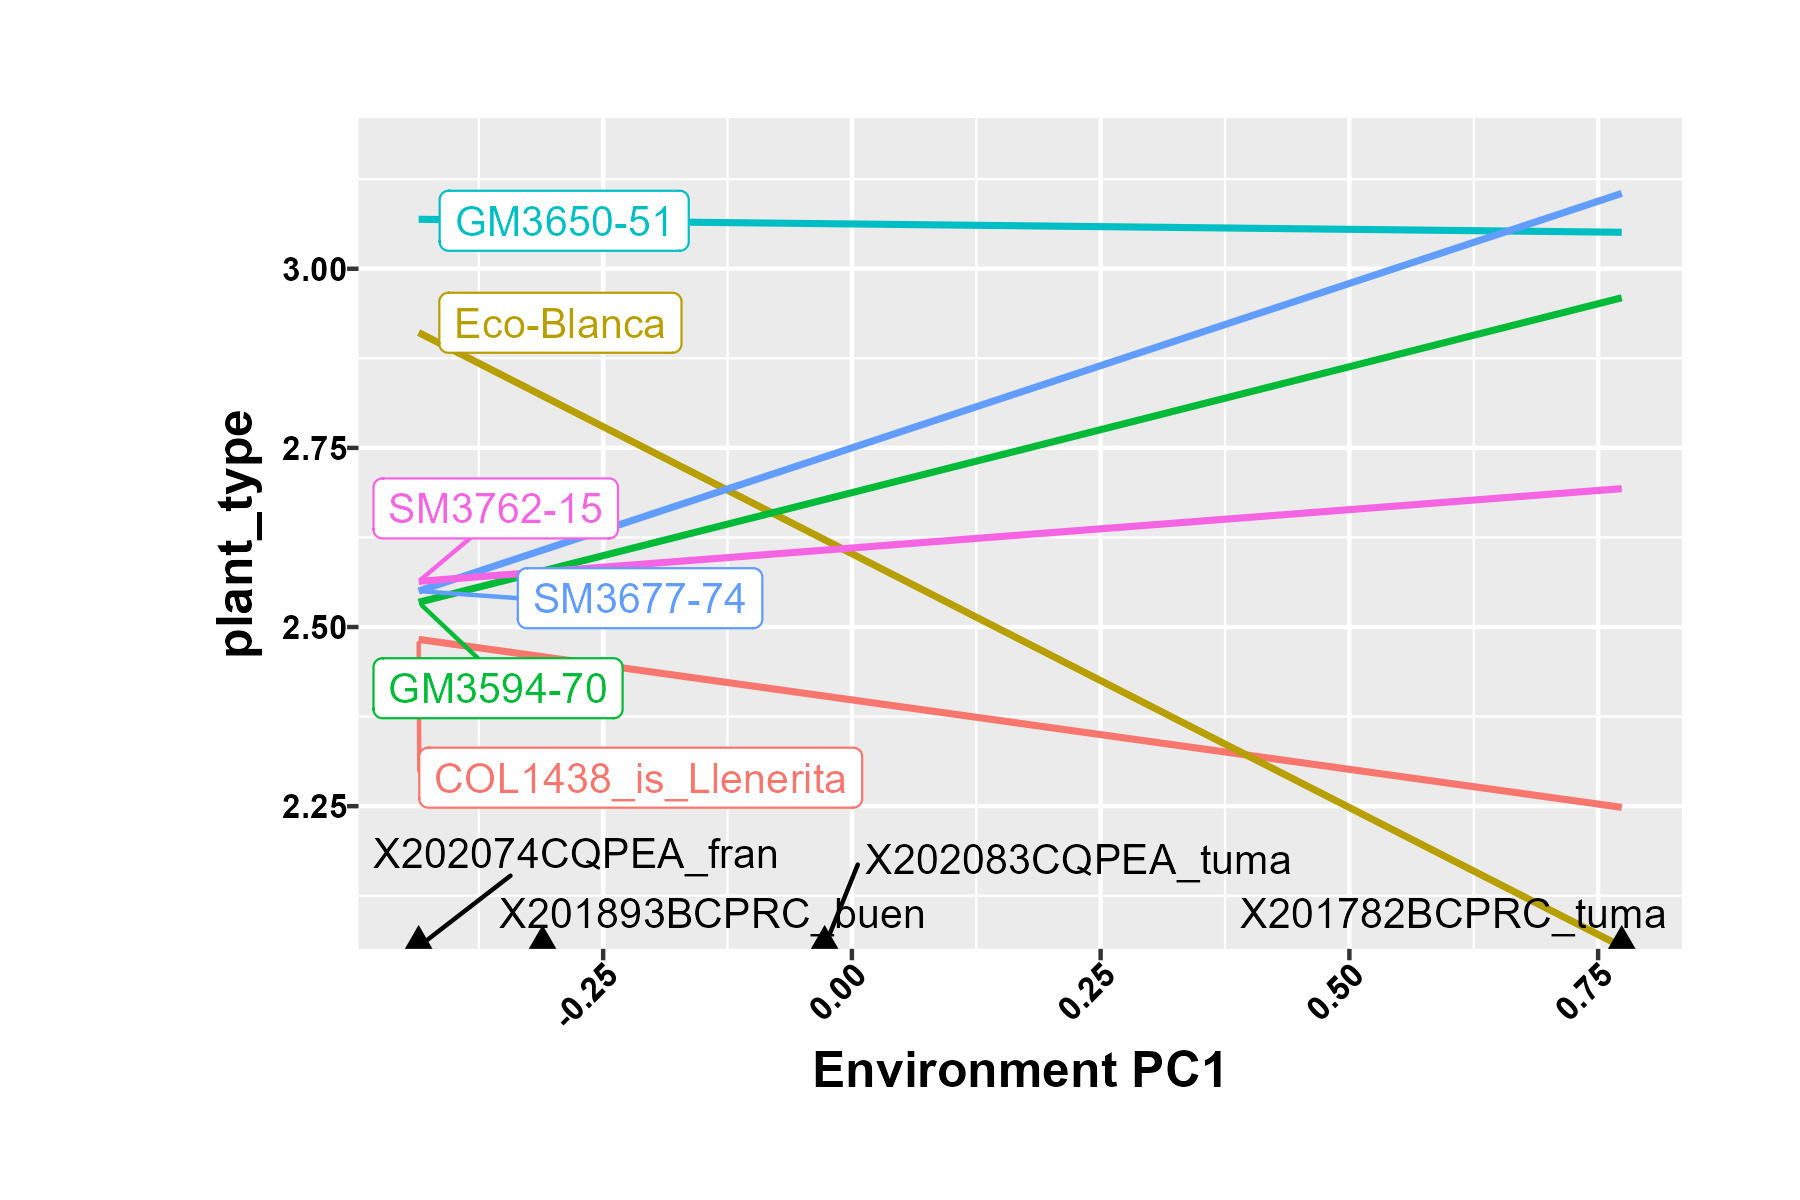 GM3650-51
3.00
Eco-Blanca
2.75
SM3762-15
SM3677-74
2.50
GM3594-70
COL1438_is_Llenerita
2.25
plant_type
X202074CQPEA_fran
X202083CQPEA_tuma
X201893BCPRC_buen
X201782BCPRC_tuma
-0.25
0.00
0.25
0.50
0.75
Environment PC1